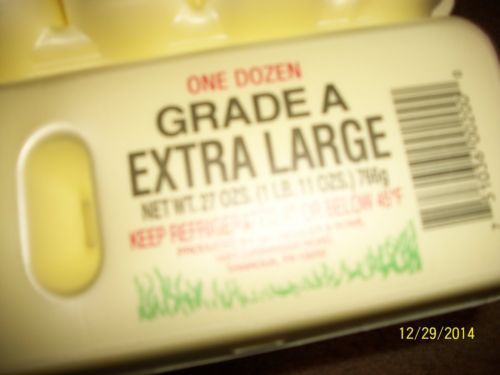 ONE DOZEN
GRADE A
EXTRA LARGE
NET WT. 27 OZS. (1 LB. 11 OZS.) 766g
KEEP REFRIGERATED AT OR BELOW 45°F
12/29/2014